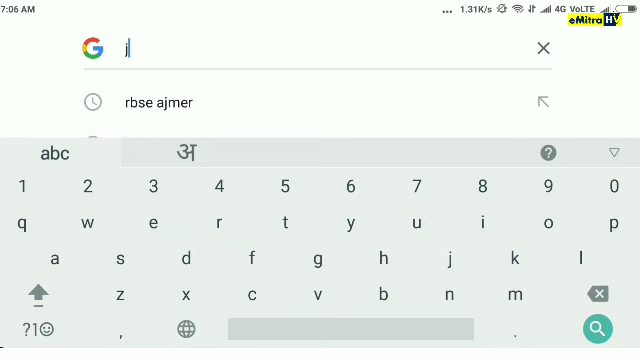 7:06 AM ... 1.31K/s 4G VoLTE
eMitra HV
j
rbse ajmer
abc अ ?
1 2 3 4 5 6 7 8 9 0
q w e r t y u i o p
a s d f g h j k l
z x c v b n m
?1☺ , .